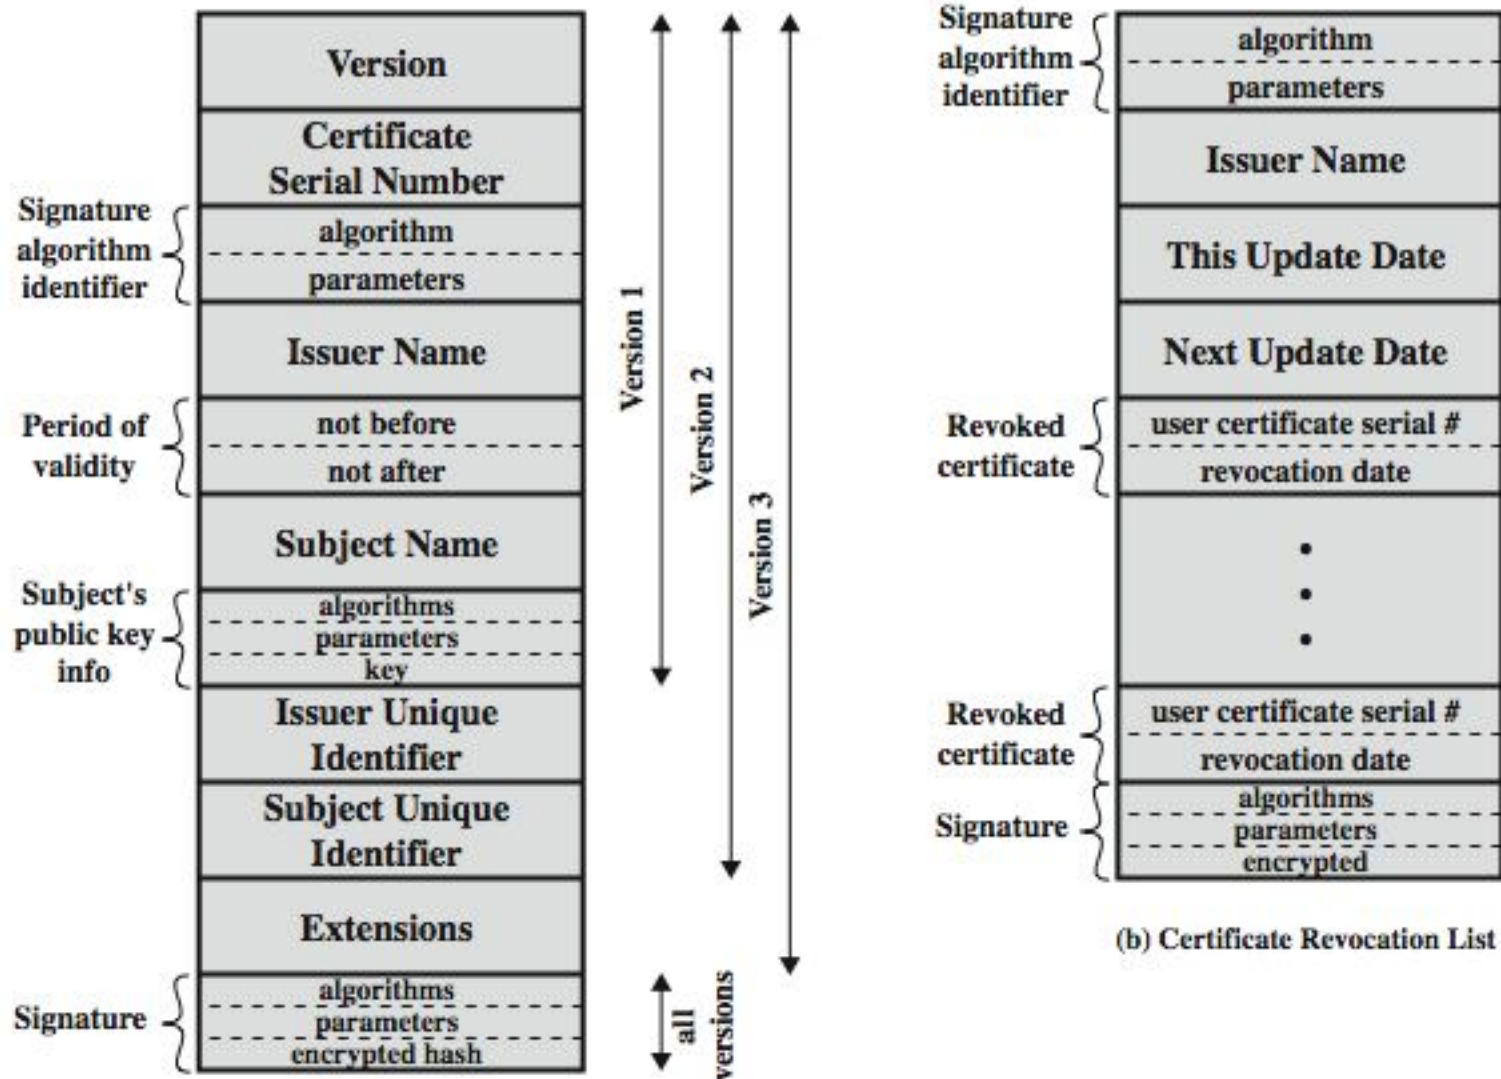 Version
Certificate
Serial Number
Signature
algorithm
identifier
algorithm
parameters
Issuer Name
Period of
validity
not before
not after
Subject Name
Subject's
public key
info
algorithms
parameters
key
Issuer Unique
Identifier
Subject Unique
Identifier
Extensions
Signature
algorithms
parameters
encrypted hash
Version 1
Version 2
Version 3
all
versions
Signature
algorithm
identifier
algorithm
parameters
Issuer Name
This Update Date
Next Update Date
Revoked
certificate
user certificate serial #
revocation date
Revoked
certificate
user certificate serial #
revocation date
Signature
algorithms
parameters
encrypted
(b) Certificate Revocation List